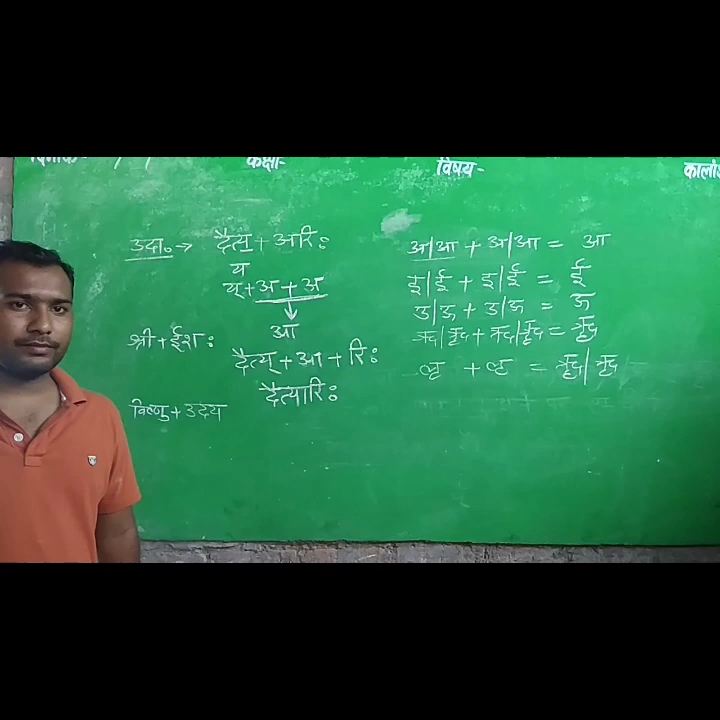 दिनांक- / / कक्षा- विषय- कालांश
उदा०→ दैत्य + अरिः
य
य्+अ + अ
↓
आ
दैत्य् + आ + रिः
दैत्यारिः
श्री + ईशः
विष्णु + उदय
अ/आ + अ/आ = आ
इ/ई + इ/ई = ई
उ/ऊ + उ/ऊ = ऊ
ऋ/ॠ + ऋ/ॠ = ॠ
लृ + लृ = ॠ/ॠ